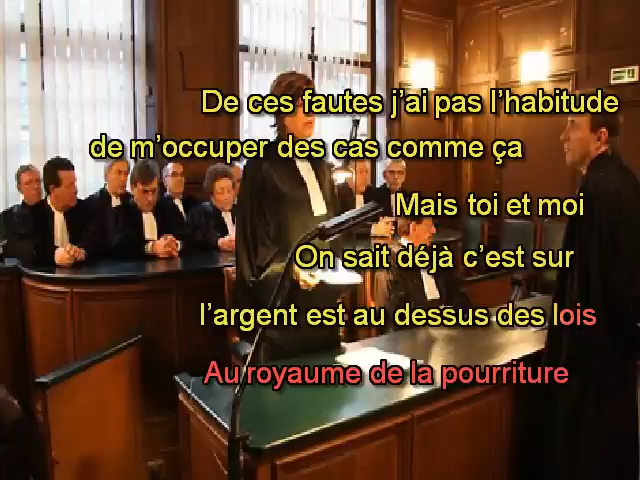 De ces fautes j'ai pas l'habitude
de m'occuper des cas comme ça
Mais toi et moi
On sait déjà c'est sur
l'argent est au dessus des lois
Au royaume de la pourriture